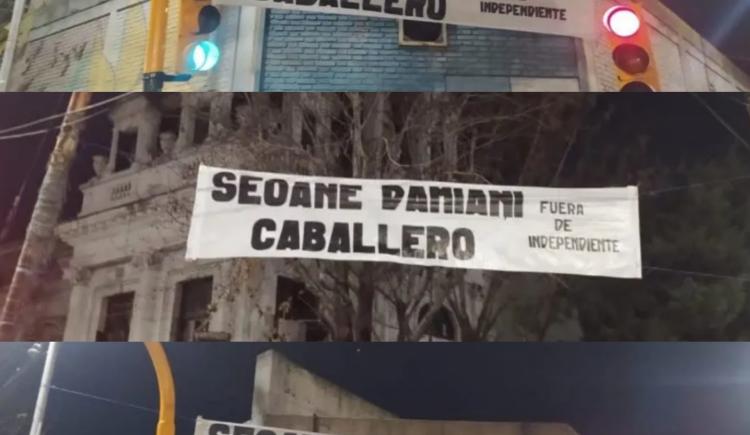 CABALLERO
INDEPENDIENTE
SEOANE DAMIANI
CABALLERO
FUERA
DE
INDEPENDIENTE